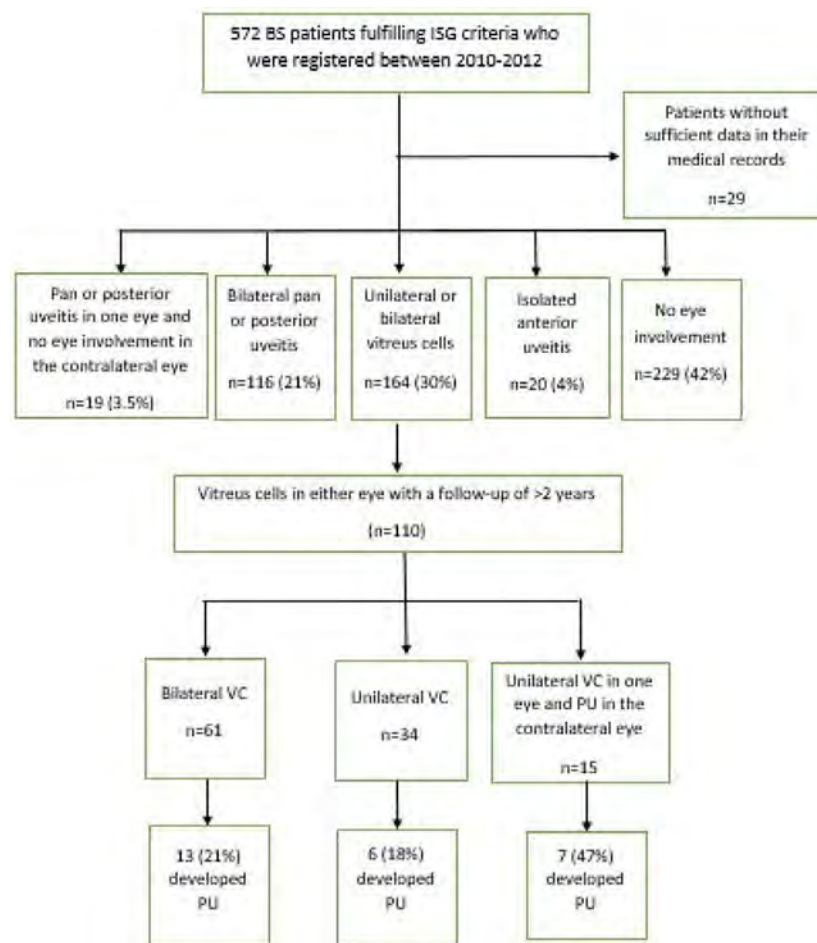 572 BS patients fulfilling ISG criteria who
were registered between 2010-2012
Patients without
sufficient data in their
medical records
n=29
Pan or posterior
uveitis in one eye and
no eye involvement in
the contralateral eye
n=19 (3.5%)
Bilateral pan
or posterior
uveitis
n=116 (21%)
Unilateral or
bilateral
vitreus cells
n=164 (30%)
Isolated
anterior
uveitis
n=20 (4%)
No eye
involvement
n=229 (42%)
Vitreus cells in either eye with a follow-up of >2 years
(n=110)
Bilateral VC
n=61
Unilateral VC
n=34
Unilateral VC in one
eye and PU in the
contralateral eye
n=15
13 (21%)
developed
PU
6 (18%)
developed
PU
7 (47%)
developed
PU